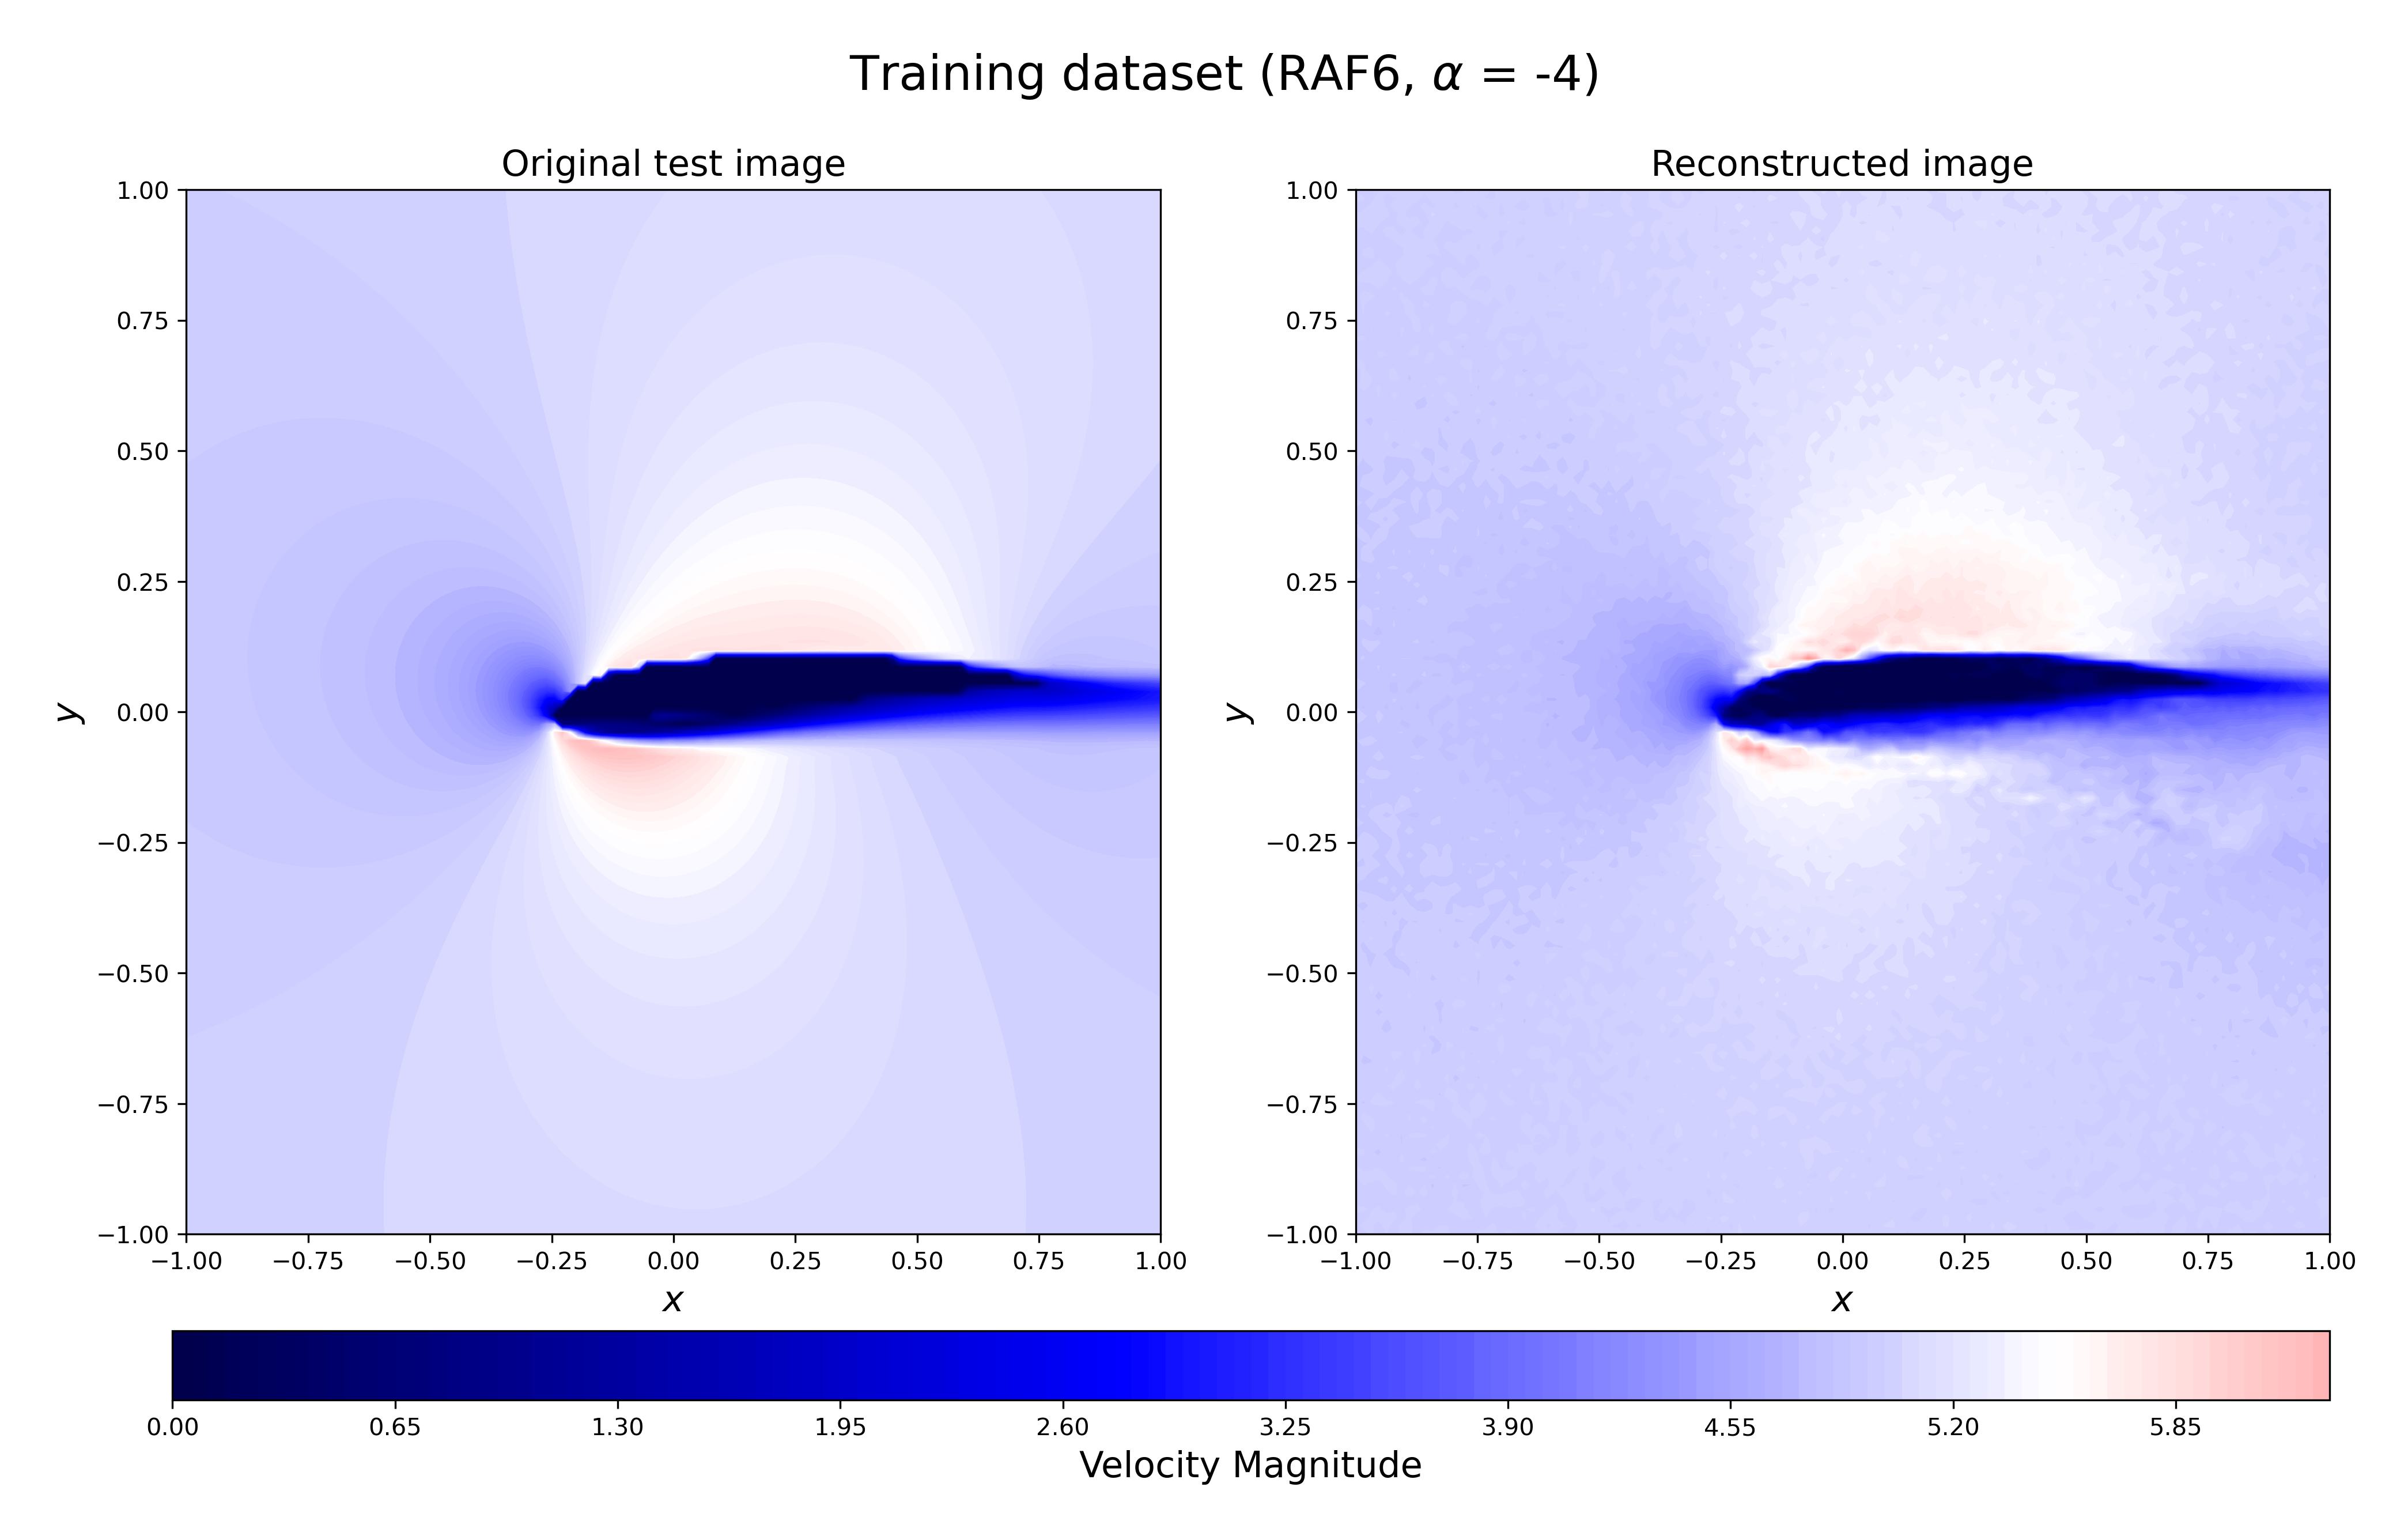 Training dataset (RAF6, α = -4)
Original test image
Reconstructed image
1.00
0.75
0.50
0.25
0.00
−0.25
−0.50
−0.75
−1.00
y
−1.00 −0.75 −0.50 −0.25 0.00 0.25 0.50 0.75 1.00
x
1.00
0.75
0.50
0.25
0.00
−0.25
−0.50
−0.75
−1.00
y
−1.00 −0.75 −0.50 −0.25 0.00 0.25 0.50 0.75 1.00
x
0.00 0.65 1.30 1.95 2.60 3.25 3.90 4.55 5.20 5.85
Velocity Magnitude